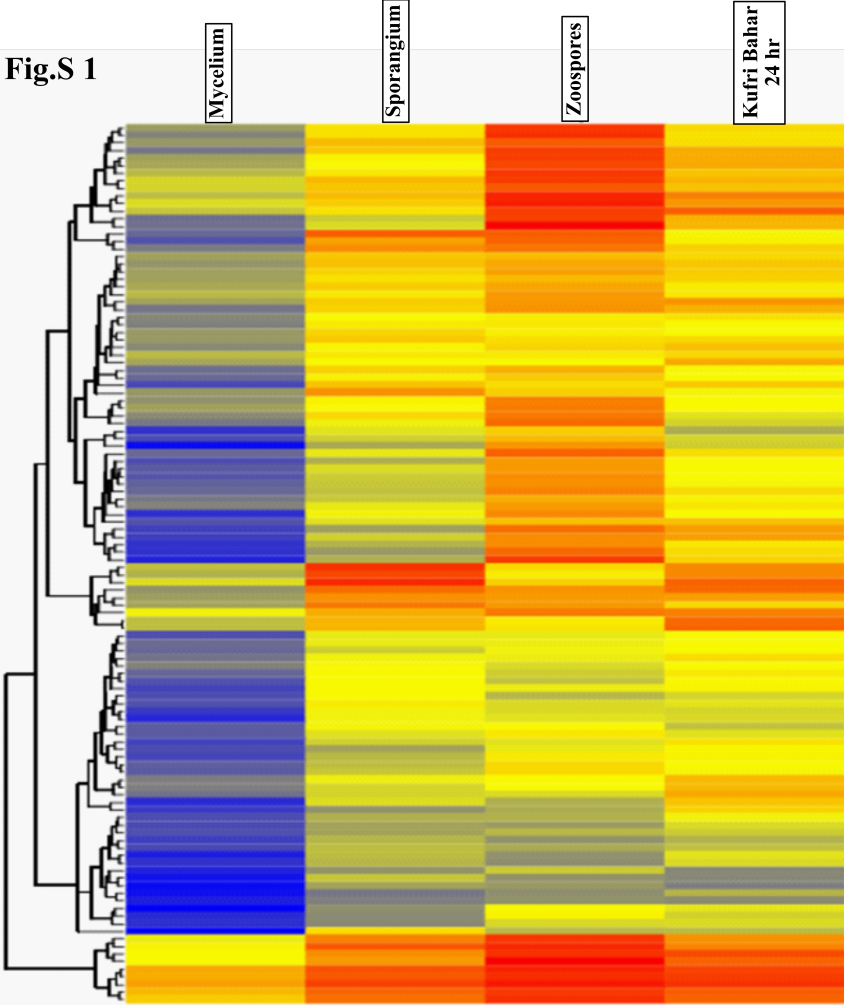 Fig.S 1
Mycelium
Sporangium
Zoospores
Kufri Bahar
24 hr